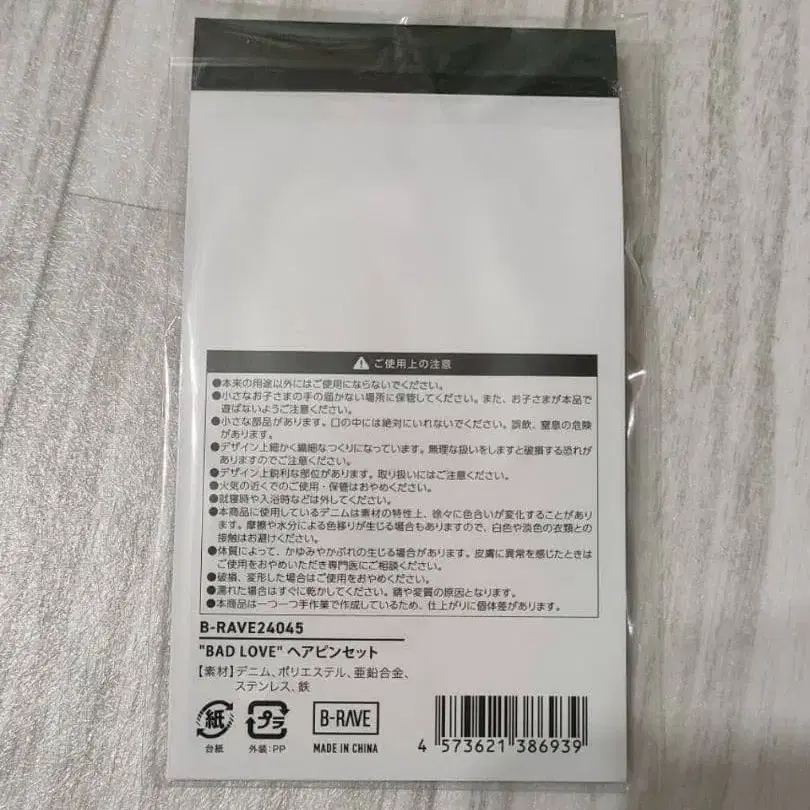 ご使用上の注意
●本来の用途以外にはご使用にならないでください。
●小さなお子さまの手の届かない場所に保管してください。また、お子さまが本品で
遊ばないようご注意ください。
●小さな部品があります。口の中には絶対にいれないでください。誤飲、窒息の危険
があります。
●デザイン上細かく繊細なつくりになっています。無理な扱いをしますと破損する恐れが
ありますのでご注意ください。
●デザイン上鋭利な部位があります。取り扱いにはご注意ください。
●火気の近くでのご使用・保管はおやめください。
●就寝時や入浴時などは外してください。
●本商品に使用しているデニムは素材の特性上、徐々に色合いが変化することがあり
ます。摩擦や水分による色移りが生じる場合もありますので、白色や淡色の衣類との
接触はお避けください。
●体質によって、かゆみやかぶれの生じる場合があります。皮膚に異常を感じたときは
ご使用をおやめいただき専門医にご相談ください。
●破損、変形した場合はご使用をおやめください。
●濡れた場合はすぐに乾かしてください。錆や変質の原因となります。
●本商品は一つ一つ手作業で作成しているため、仕上がりに個体差があります。
B-RAVE24045
"BAD LOVE" ヘアピンセット
【素材】デニム、ポリエステル、亜鉛合金、
ステンレス、鉄
紙 プラ B-RAVE
台紙 外装:PP MADE IN CHINA
4 573621 386939